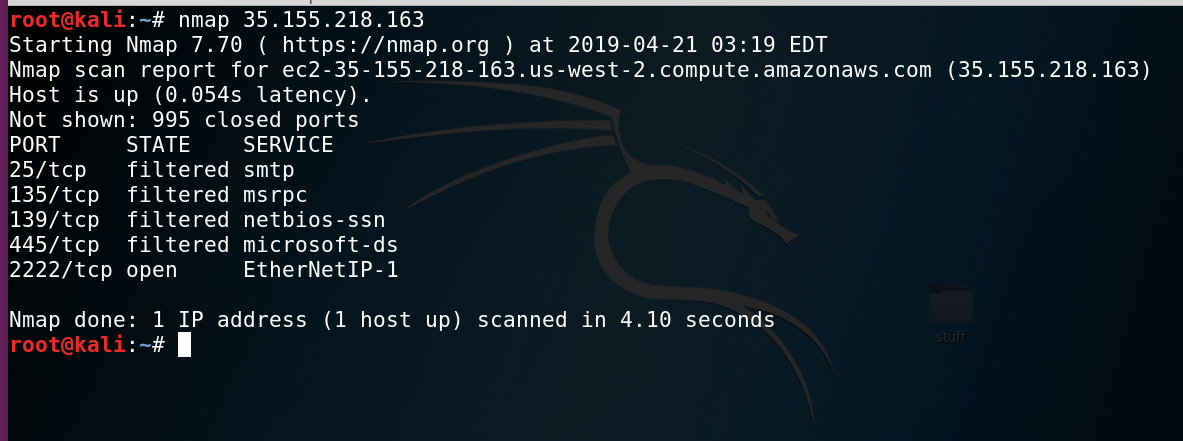 root@kali:~# nmap 35.155.218.163
Starting Nmap 7.70 ( https://nmap.org ) at 2019-04-21 03:19 EDT
Nmap scan report for ec2-35-155-218-163.us-west-2.compute.amazonaws.com (35.155.218.163)
Host is up (0.054s latency).
Not shown: 995 closed ports
PORT     STATE    SERVICE
25/tcp   filtered smtp
135/tcp  filtered msrpc
139/tcp  filtered netbios-ssn
445/tcp  filtered microsoft-ds
2222/tcp open     EtherNetIP-1
Nmap done: 1 IP address (1 host up) scanned in 4.10 seconds
root@kali:~#
stuff